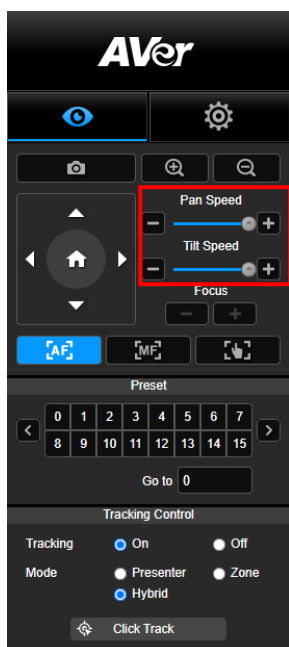 AVer
Pan Speed
Tilt Speed
Focus
AF MF
Preset
0 1 2 3 4 5 6 7
8 9 10 11 12 13 14 15
Go to 0
Tracking Control
Tracking On Off
Mode Presenter Zone
Hybrid
Click Track